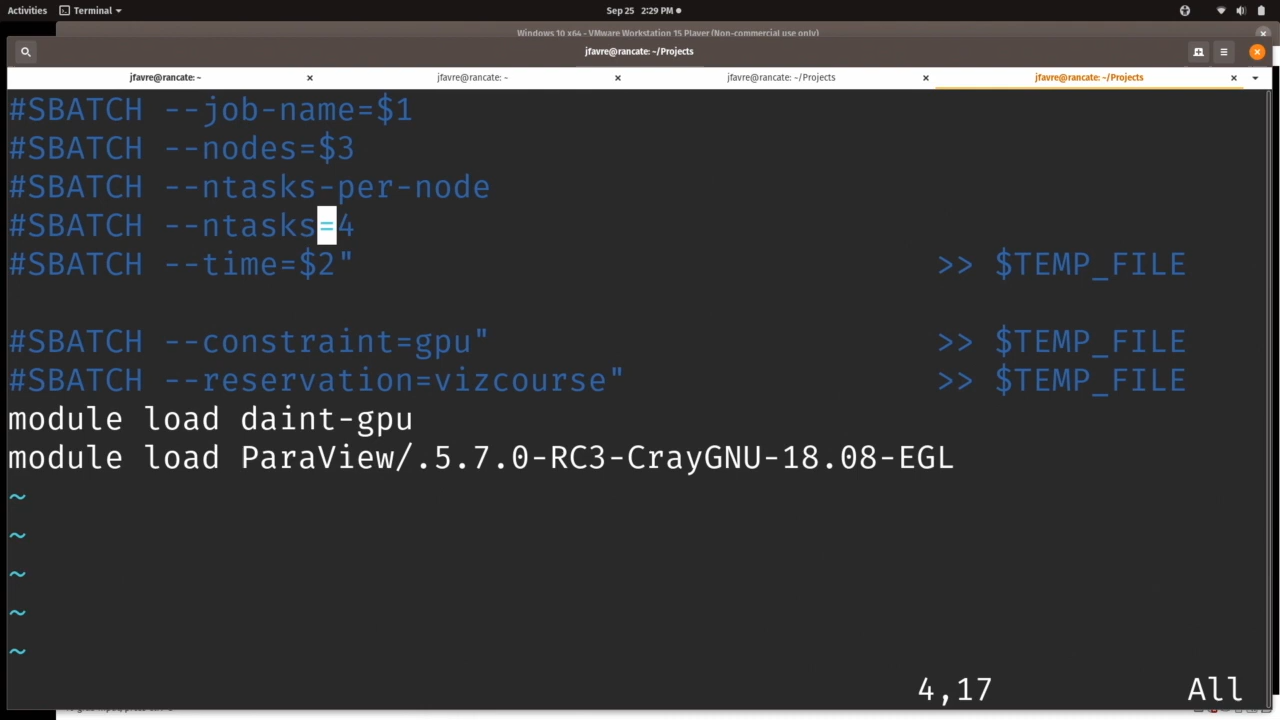 Activities Terminal Sep 25 2:29 PM
Windows 10 x64 - VMware Workstation 15 Player (Non-commercial use only)
jfavre@rancate: ~/Projects
jfavre@rancate: ~ jfavre@rancate: ~ jfavre@rancate: ~/Projects jfavre@rancate: ~/Projects
#SBATCH --job-name=$1
#SBATCH --nodes=$3
#SBATCH --ntasks-per-node
#SBATCH --ntasks=4
#SBATCH --time=$2" >> $TEMP_FILE
#SBATCH --constraint=gpu" >> $TEMP_FILE
#SBATCH --reservation=vizcourse" >> $TEMP_FILE
module load daint-gpu
module load ParaView/.5.7.0-RC3-CrayGNU-18.08-EGL
~
~
~
~
~
4,17 All